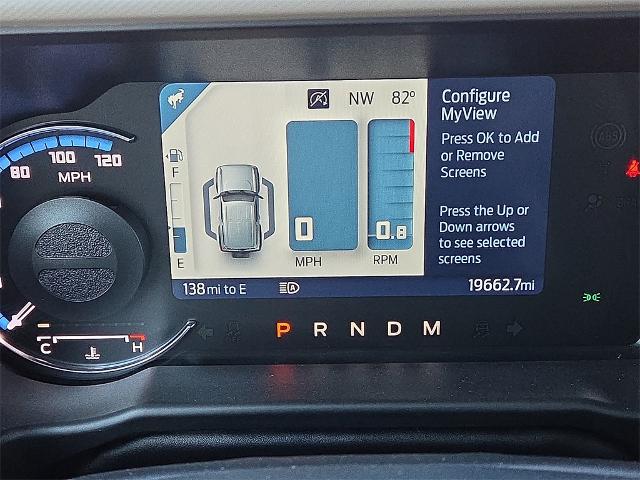 NW 82°
Configure
MyView
Press OK to Add
or Remove
Screens
Press the Up or
Down arrows
to see selected
screens
80 100 120
MPH
F
E
0
MPH
0.8
RPM
138 mi to E
A
19662.7mi
P R N D M
C H
ABS